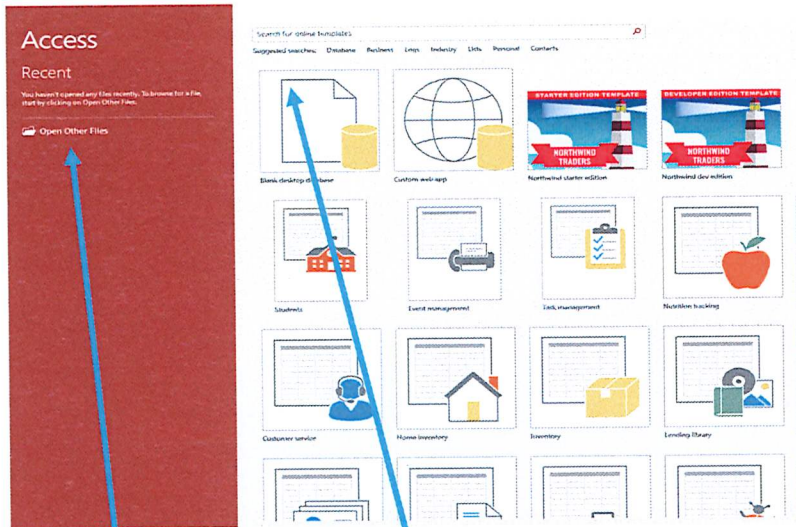 Access
Recent
You haven't opened any files recently. To browse for a file,
start by clicking on Open Other Files.
Open Other Files
Search for online templates
Suggested searches: Database Business Logs Industry Lists Personal Contacts
Blank desktop database
Custom web app
STARTER EDITION TEMPLATE
NORTHWIND
TRADERS
Northwind starter edition
DEVELOPER EDITION TEMPLATE
NORTHWIND
TRADERS
Northwind dev edition
Students
Event management
Task management
Nutrition tracking
Customer service
Home inventory
Inventory
Lending library